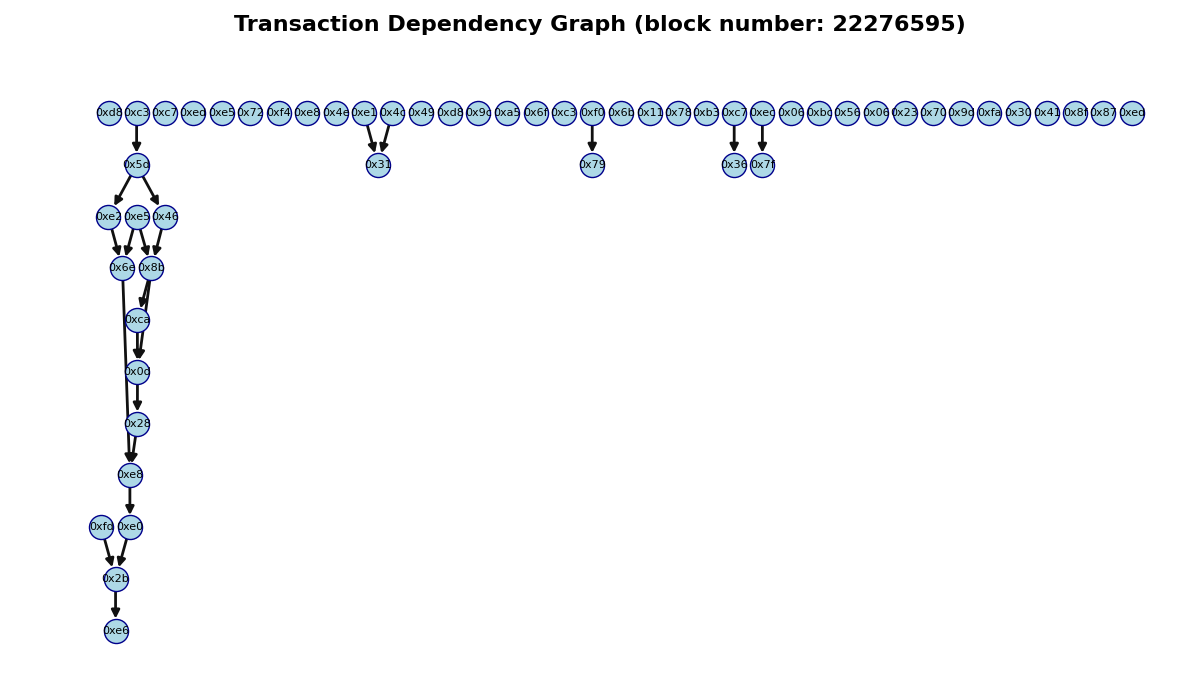 Transaction Dependency Graph (block number: 22276595)
0xd8 0xc3 0xc7 0xed 0xe5 0x72 0xf4 0xe8 0x4e 0xe1 0x4c 0x49 0xd8 0x9c 0xa5 0x6f 0xc3 0xf0 0x6b 0x11 0x78 0xb3 0xc7 0xec 0x06 0xbc 0x56 0x06 0x23 0x70 0x9d 0xfa 0x30 0x41 0x8f 0x87 0xed
0x5d 0x31 0x79 0x36 0x7f
0xe2 0xe5 0x46
0x6e 0x8b
0xca
0x0d
0x28
0xe8
0xfd 0xe0
0x2b
0xe6